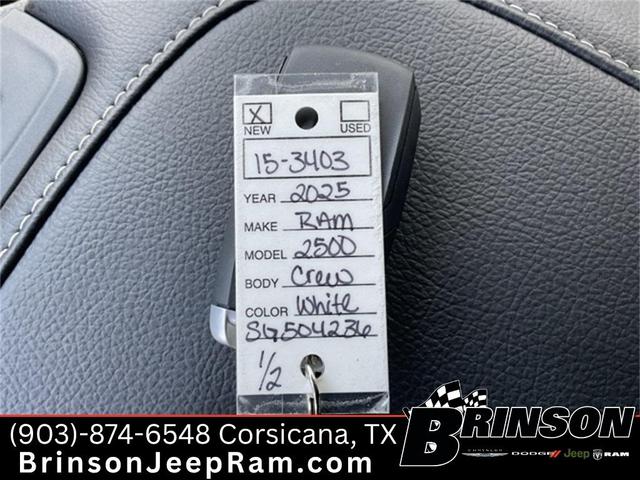 X
NEW USED
15-3403
YEAR 2025
MAKE RAM
MODEL 2500
BODY Crew
COLOR White
SG504236
1/2
(903)-874-6548 Corsicana, TX
BrinsonJeepRam.com
BRINSON
CHRYSLER DODGE Jeep RAM